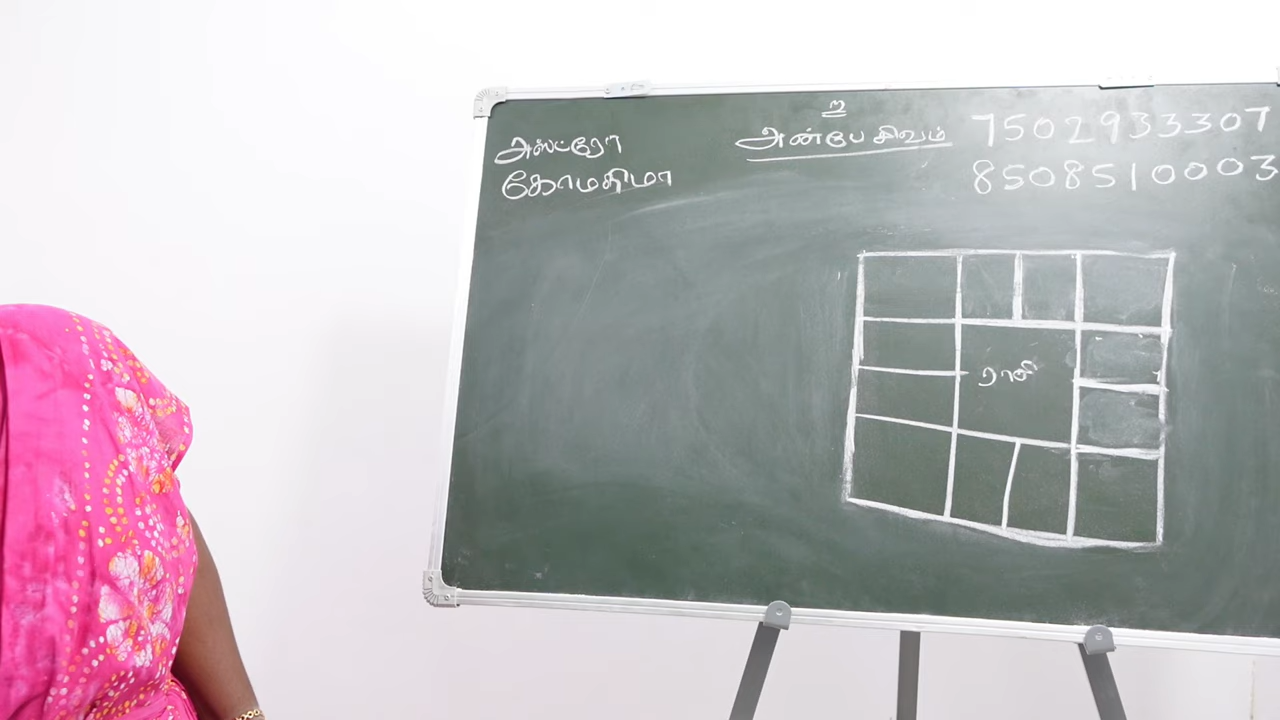 உ
அஸ்ட்ரோ
கோமதிமா
அன்பே சிவம்
7502933307
8508510003
ராசி